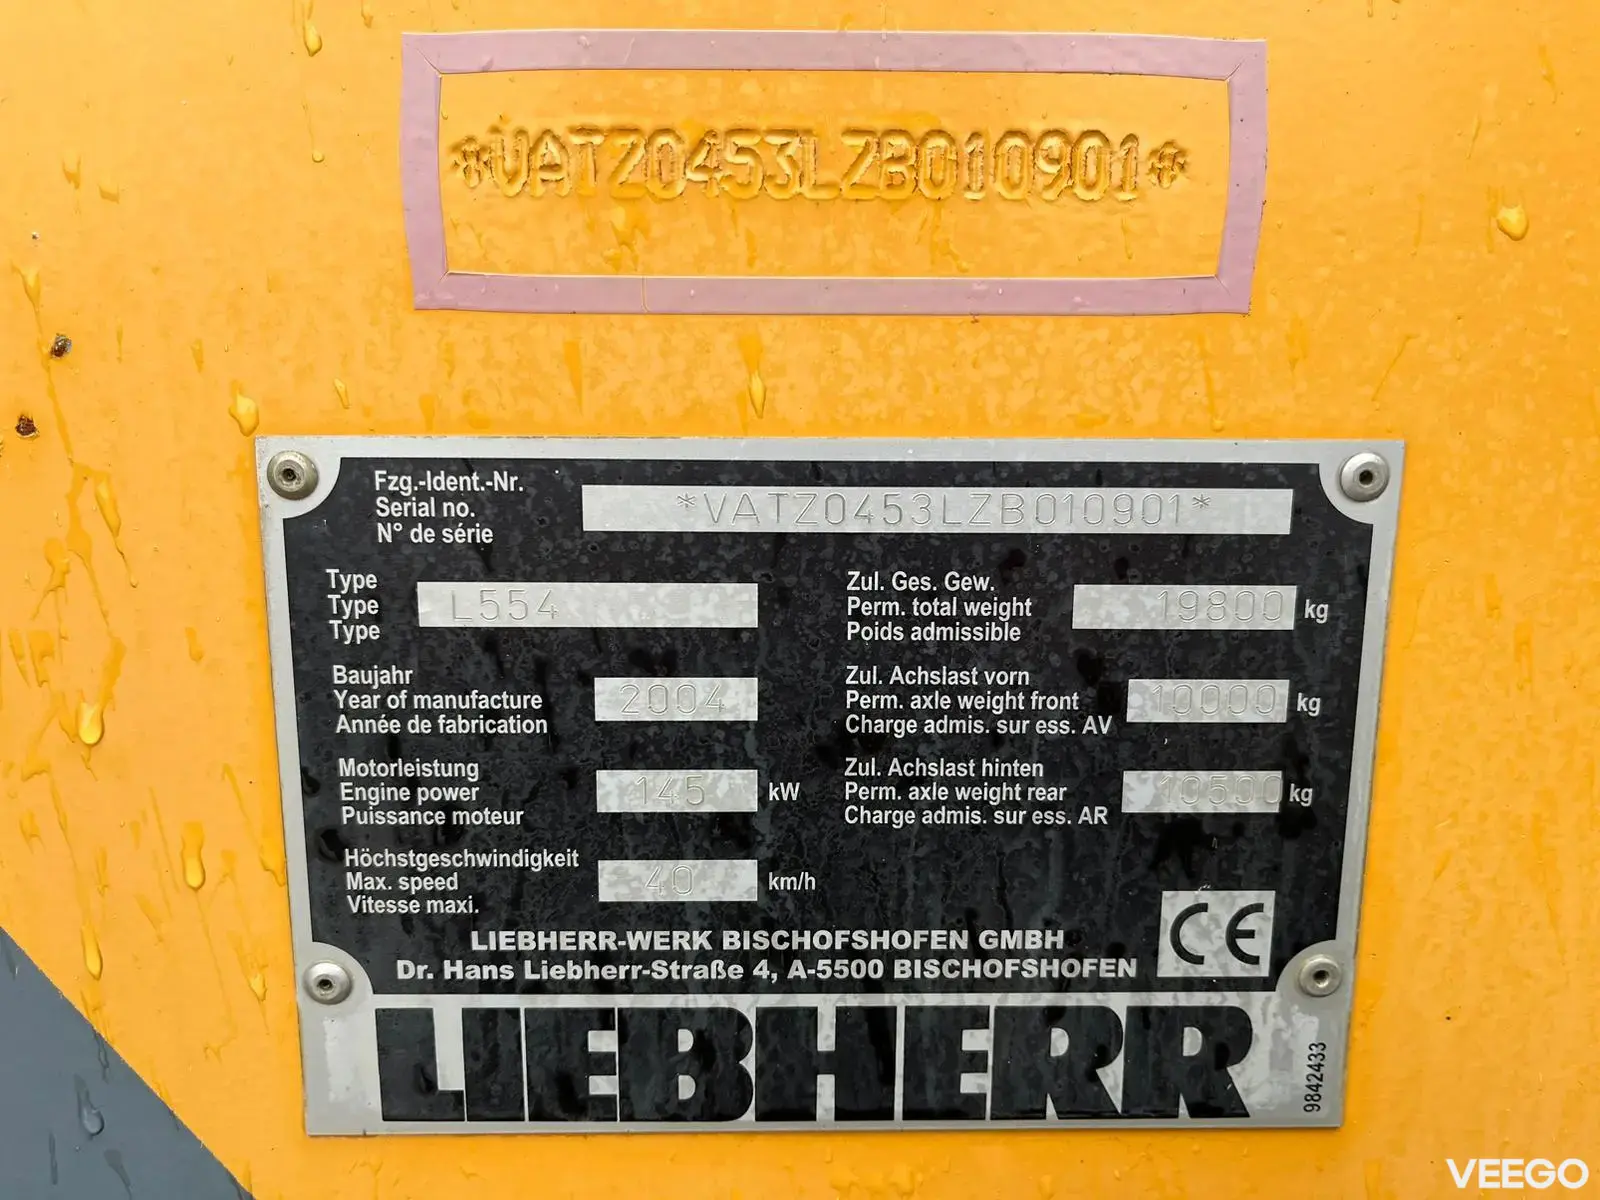 *VATZ0453LZB010901*
Fzg.-Ident.-Nr.
Serial no.
N° de série
*VATZ0453LZB010901*
Type
Type
Type
L554
Zul. Ges. Gew.
Perm. total weight
Poids admissible
19800 kg
Baujahr
Year of manufacture
Année de fabrication
2004
Zul. Achslast vorn
Perm. axle weight front
Charge admis. sur ess. AV
10000 kg
Motorleistung
Engine power
Puissance moteur
145 kW
Zul. Achslast hinten
Perm. axle weight rear
Charge admis. sur ess. AR
10500 kg
Höchstgeschwindigkeit
Max. speed
Vitesse maxi.
40 km/h
CE
LIEBHERR-WERK BISCHOFSHOFEN GMBH
Dr. Hans Liebherr-Straße 4, A-5500 BISCHOFSHOFEN
LIEBHERR
9842433
VEEGO